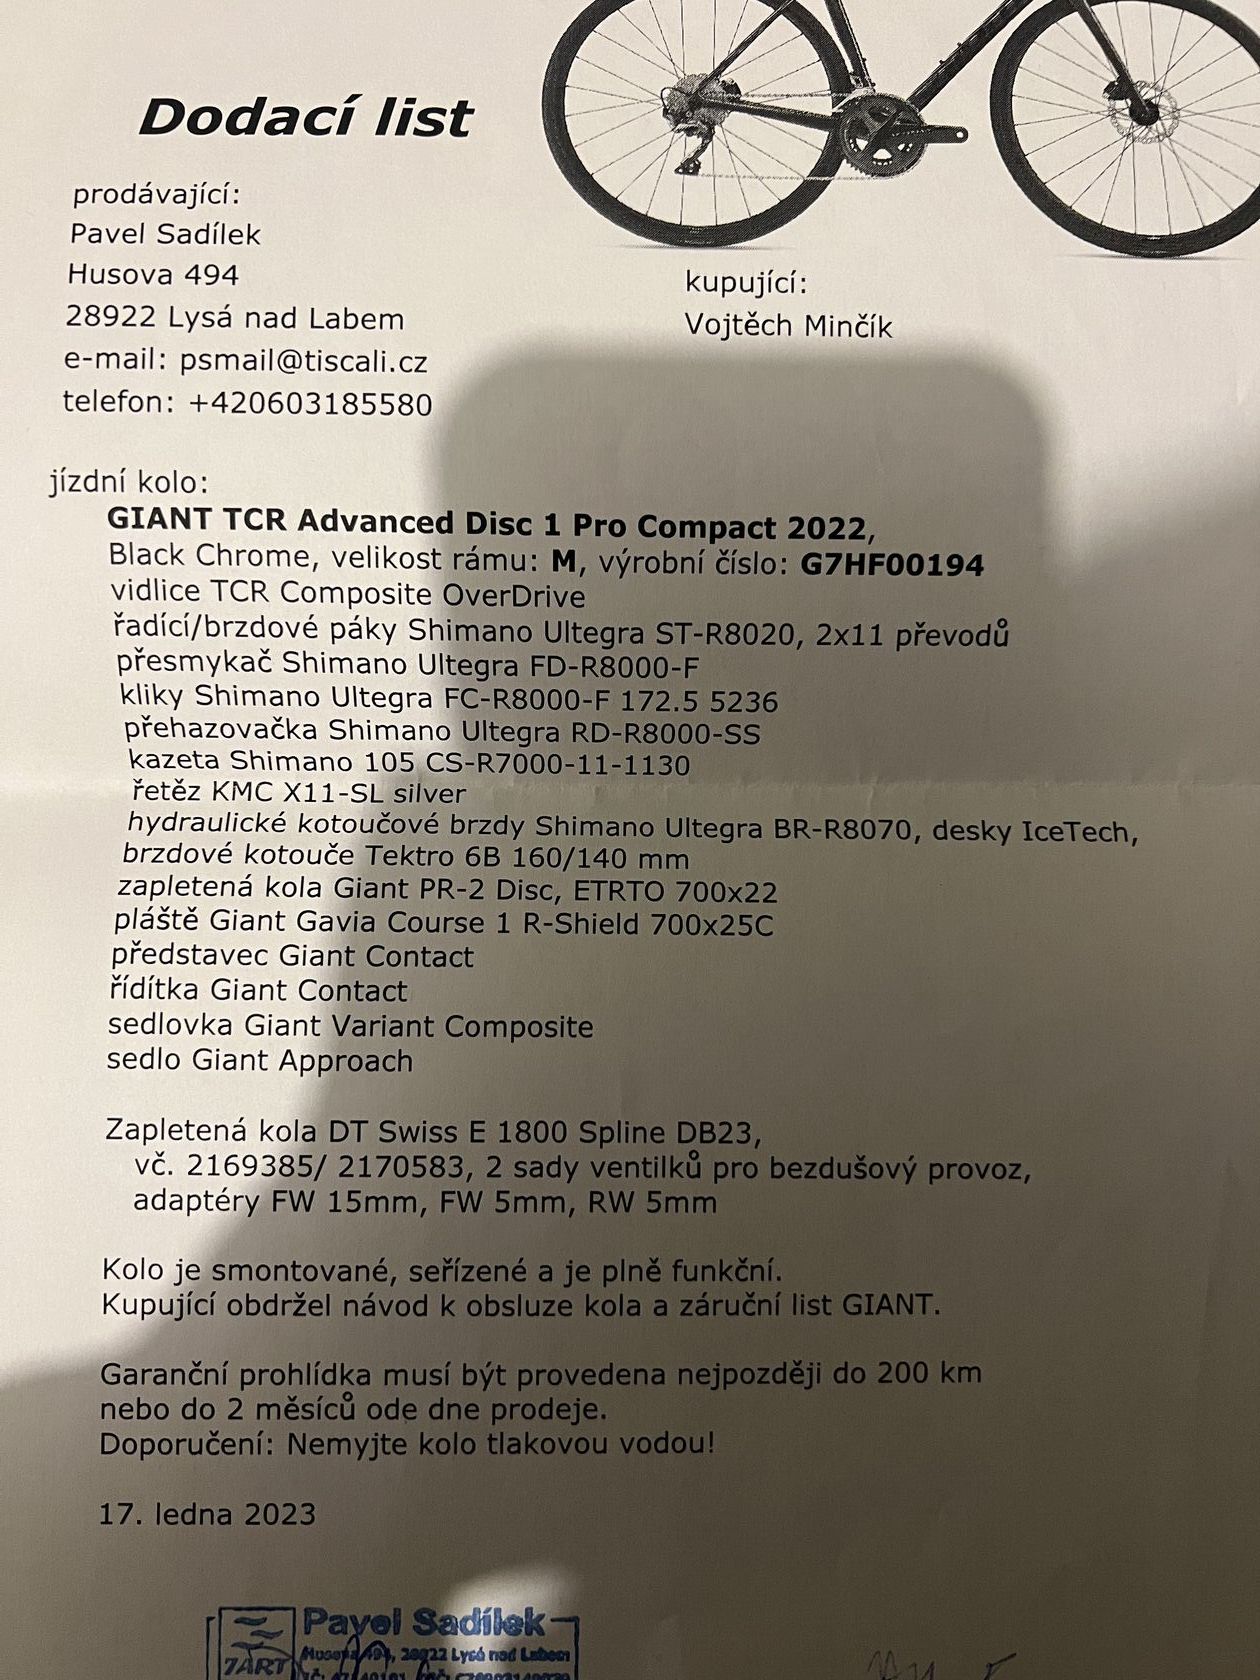 Dodací list
prodávající:
Pavel Sadílek
Husova 494
28922 Lysá nad Labem
e-mail: psmail@tiscali.cz
telefon: +420603185580
kupující:
Vojtěch Minčík
jízdní kolo:
GIANT TCR Advanced Disc 1 Pro Compact 2022,
Black Chrome, velikost rámu: M, výrobní číslo: G7HF00194
vidlice TCR Composite OverDrive
řadící/brzdové páky Shimano Ultegra ST-R8020, 2x11 převodů
přesmykač Shimano Ultegra FD-R8000-F
kliky Shimano Ultegra FC-R8000-F 172.5 5236
přehazovačka Shimano Ultegra RD-R8000-SS
kazeta Shimano 105 CS-R7000-11-1130
řetěz KMC X11-SL silver
hydraulické kotoučové brzdy Shimano Ultegra BR-R8070, desky IceTech,
brzdové kotouče Tektro 6B 160/140 mm
zapletená kola Giant PR-2 Disc, ETRTO 700x22
pláště Giant Gavia Course 1 R-Shield 700x25C
představec Giant Contact
řídítka Giant Contact
sedlovka Giant Variant Composite
sedlo Giant Approach
Zapletená kola DT Swiss E 1800 Spline DB23,
vč. 2169385/ 2170583, 2 sady ventilků pro bezdušový provoz,
adaptéry FW 15mm, FW 5mm, RW 5mm
Kolo je smontované, seřízené a je plně funkční.
Kupující obdržel návod k obsluze kola a záruční list GIANT.
Garanční prohlídka musí být provedena nejpozději do 200 km
nebo do 2 měsíců ode dne prodeje.
Doporučení: Nemyjte kolo tlakovou vodou!
17. ledna 2023
Pavel Sadílek
Husova 494, 28922 Lysá nad Labem
7ART